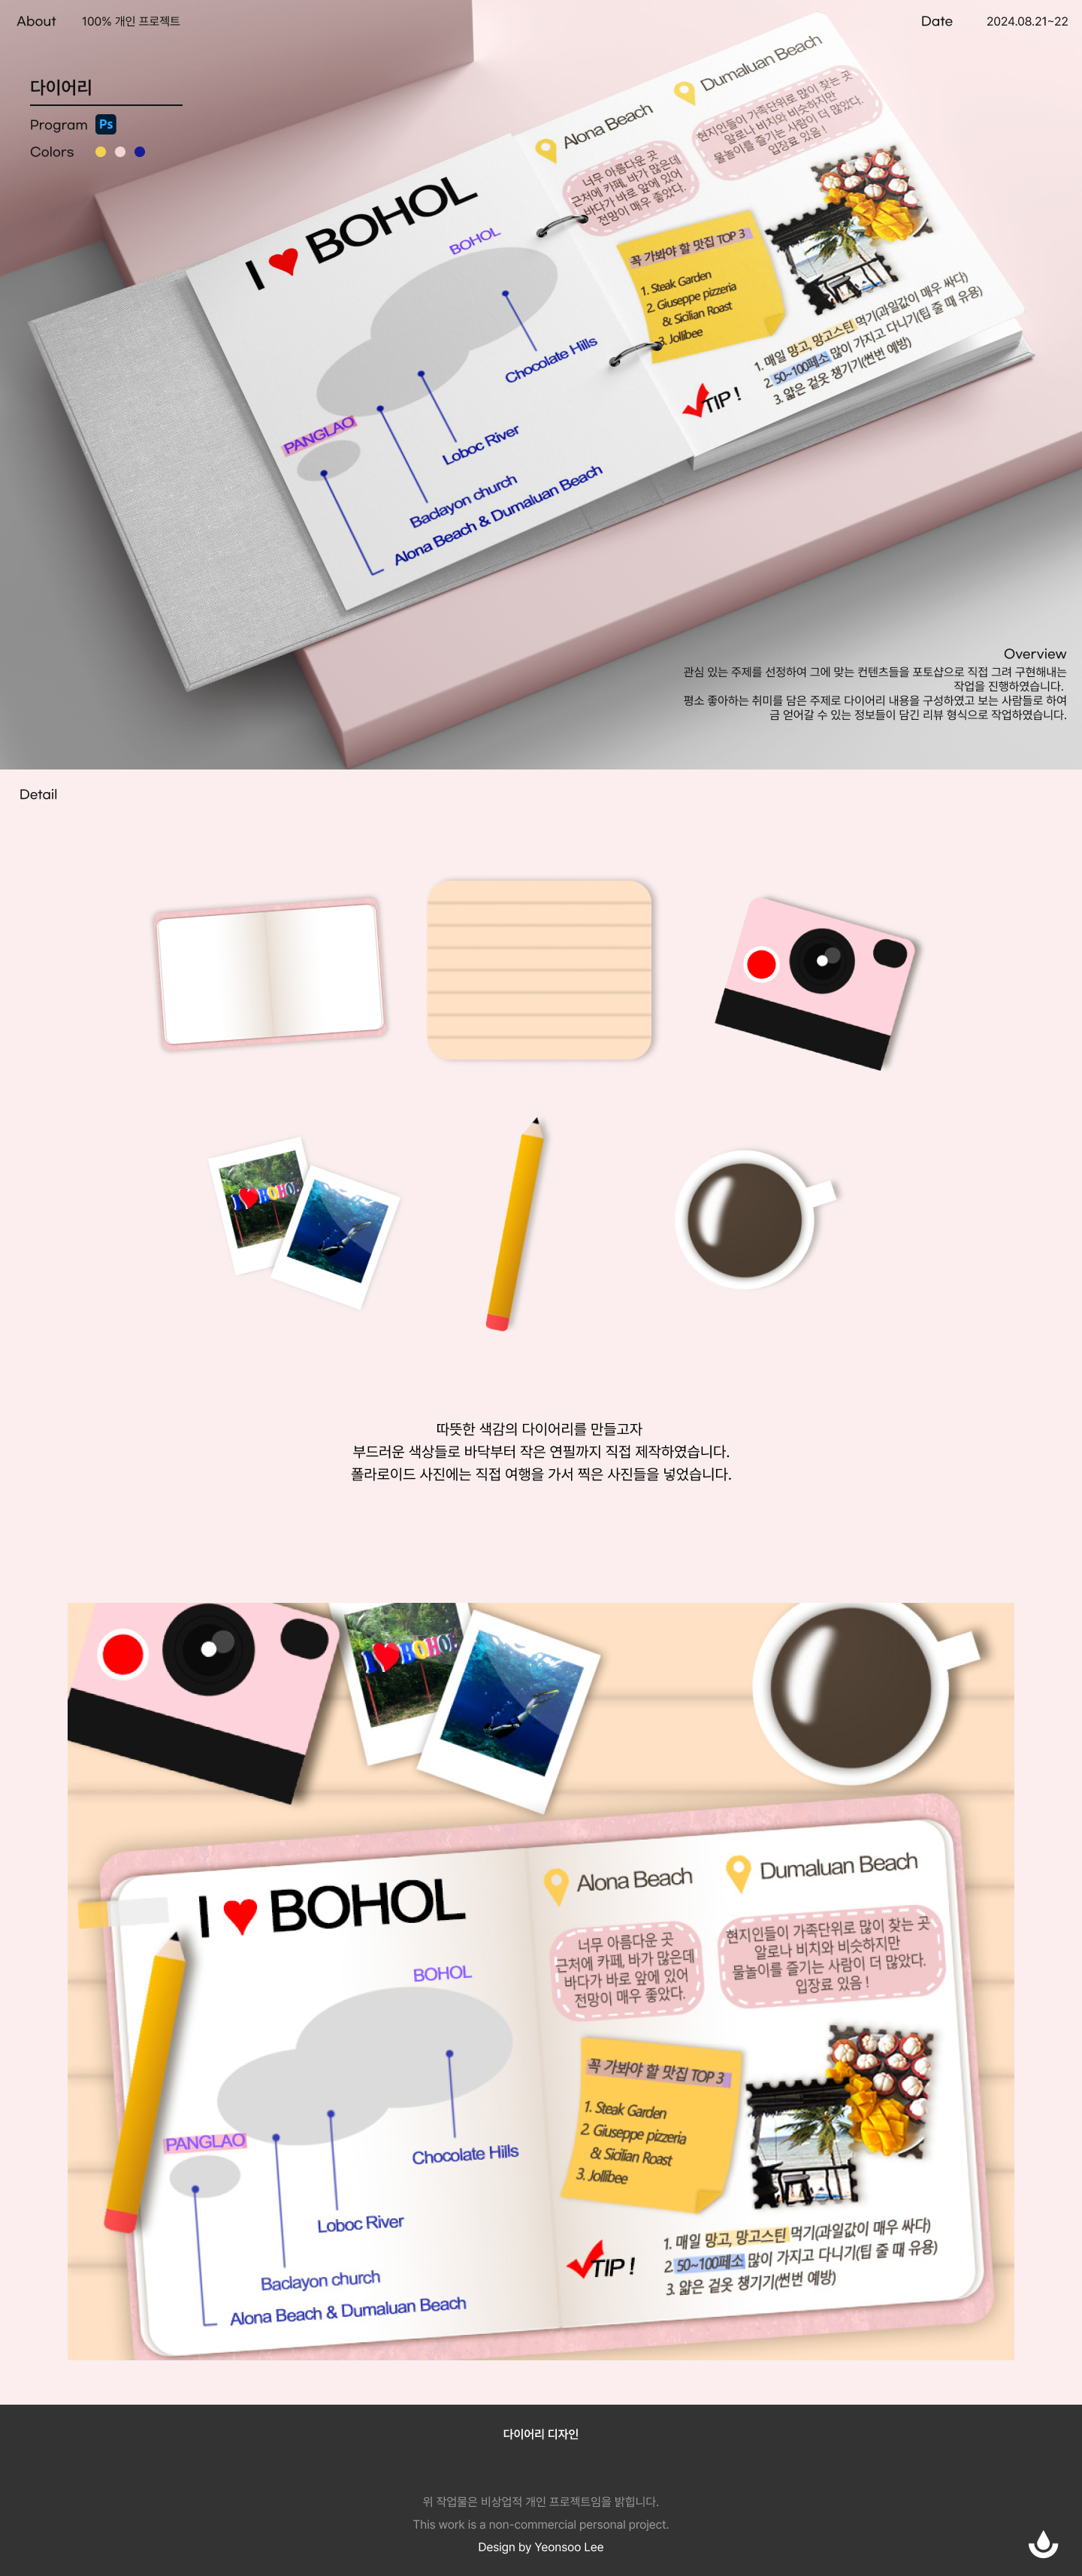 About 100% 개인 프로젝트
Date 2024.08.21~22
다이어리
Program Ps
Colors
I ♥ BOHOL
BOHOL
Chocolate Hills
PANGLAO
Loboc River
Baclayon church
Alona Beach & Dumaluan Beach
Alona Beach
너무 아름다운 곳
근처에 카페, 바가 많은데
바다가 바로 앞에 있어
전망이 매우 좋았다.
Dumaluan Beach
현지인들이 가족단위로 많이 찾는 곳
알로나 비치와 비슷하지만
물놀이를 즐기는 사람이 더 많았다.
입장료 있음 !
꼭 가봐야 할 맛집 TOP 3
1. Steak Garden
2. Giuseppe pizzeria
& Sicilian Roast
3. Jollibee
TIP !
1. 매일 망고, 망고스틴 먹기(과일값이 매우 싸다)
2. 50~100페소 많이 가지고 다니기(팁 줄 때 유용)
3. 얇은 겉옷 챙기기(썬번 예방)
Overview
관심 있는 주제를 선정하여 그에 맞는 컨텐츠들을 포토샵으로 직접 그려 구현해내는
작업을 진행하였습니다.
평소 좋아하는 취미를 담은 주제로 다이어리 내용을 구성하였고 보는 사람들로 하여
금 얻어갈 수 있는 정보들이 담긴 리뷰 형식으로 작업하였습니다.
Detail
I ♥ BOHOL
따뜻한 색감의 다이어리를 만들고자
부드러운 색상들로 바닥부터 작은 연필까지 직접 제작하였습니다.
폴라로이드 사진에는 직접 여행을 가서 찍은 사진들을 넣었습니다.
I ♥ BOHOL
I ♥ BOHOL
BOHOL
PANGLAO
Chocolate Hills
Loboc River
Baclayon church
Alona Beach & Dumaluan Beach
Alona Beach
너무 아름다운 곳
근처에 카페, 바가 많은데
바다가 바로 앞에 있어
전망이 매우 좋았다.
Dumaluan Beach
현지인들이 가족단위로 많이 찾는 곳
알로나 비치와 비슷하지만
물놀이를 즐기는 사람이 더 많았다.
입장료 있음 !
꼭 가봐야 할 맛집 TOP 3
1. Steak Garden
2. Giuseppe pizzeria
& Sicilian Roast
3. Jollibee
TIP !
1. 매일 망고, 망고스틴 먹기(과일값이 매우 싸다)
2. 50~100페소 많이 가지고 다니기(팁 줄 때 유용)
3. 얇은 겉옷 챙기기(썬번 예방)
다이어리 디자인
위 작업물은 비상업적 개인 프로젝트임을 밝힙니다.
This work is a non-commercial personal project.
Design by Yeonsoo Lee